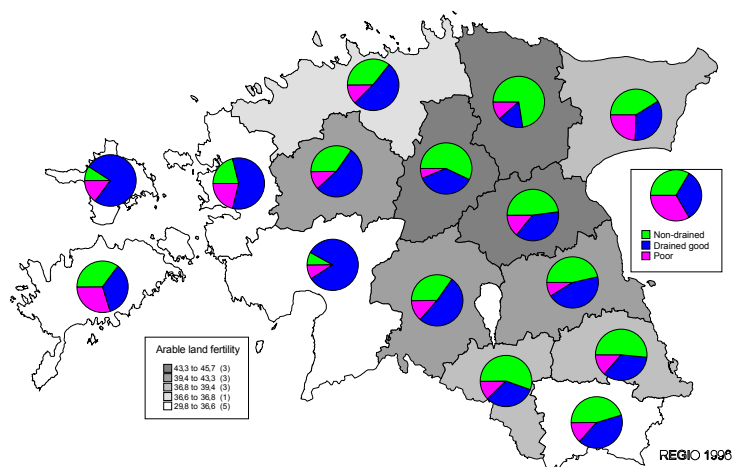 Non-drained
Drained good
Poor
Arable land fertility
43,3 to 45,7 (3)
39,4 to 43,3 (3)
36,8 to 39,4 (3)
36,6 to 36,8 (1)
29,8 to 36,6 (5)
REGIO 1996